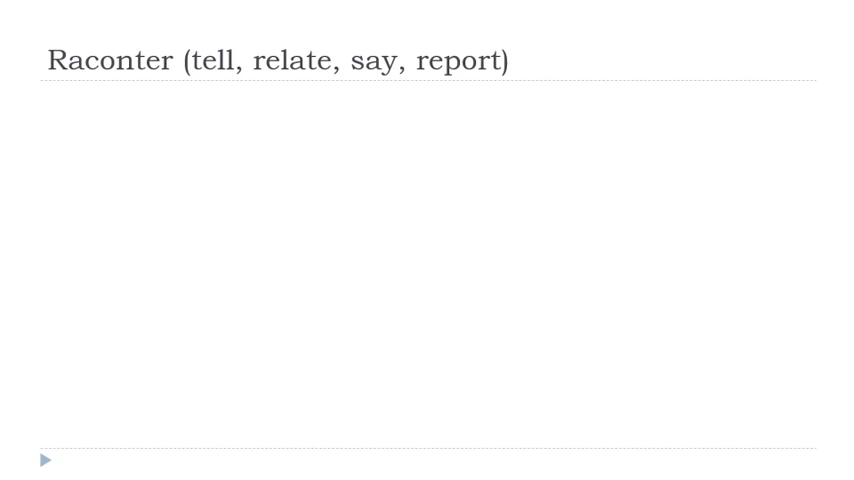 Raconter (tell, relate, say, report)